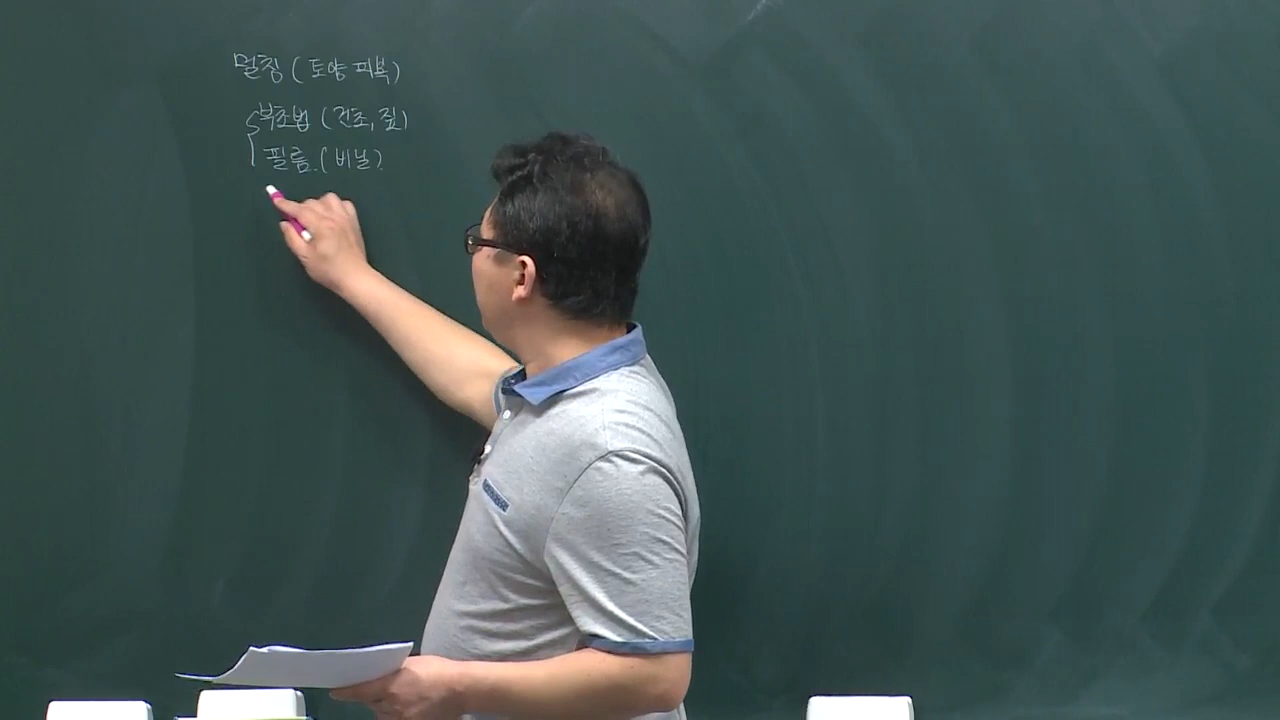 멀칭 (토양 피복)
부초법 (건초, 짚)
필름. (비닐).